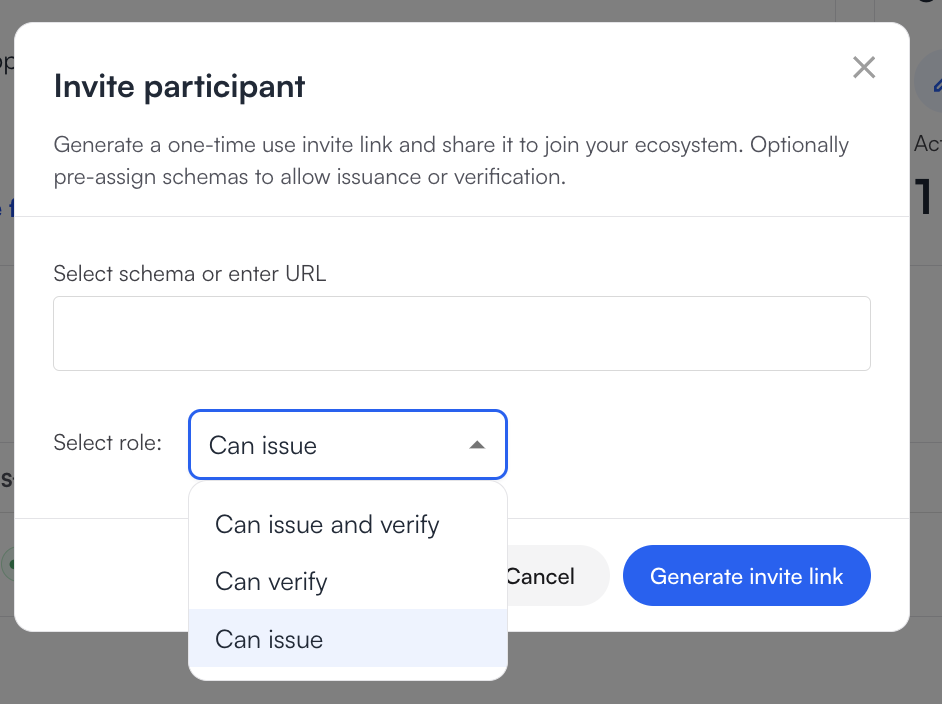 Invite participant
Generate a one-time use invite link and share it to join your ecosystem. Optionally
pre-assign schemas to allow issuance or verification.
1
Select schema or enter URL
Select role:
Can issue
Can issue and verify
Can verify
Can issue
Cancel
Generate invite link